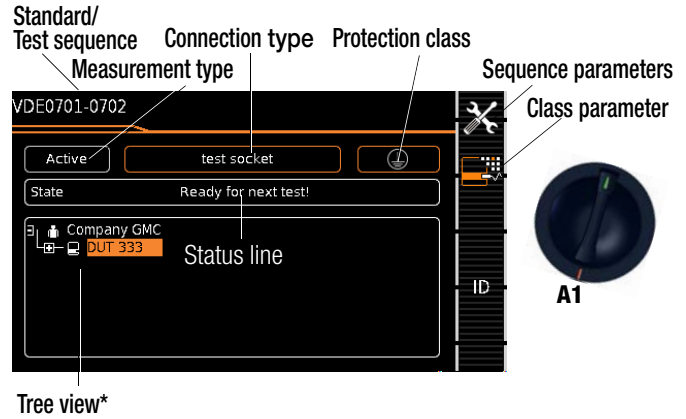 Standard/
Test sequence
Connection type
Protection class
Measurement type
Sequence parameters
Class parameter
VDE0701-0702
Active
test socket
State
Ready for next test!
Company GMC
DUT 333
Status line
ID
A1
Tree view*